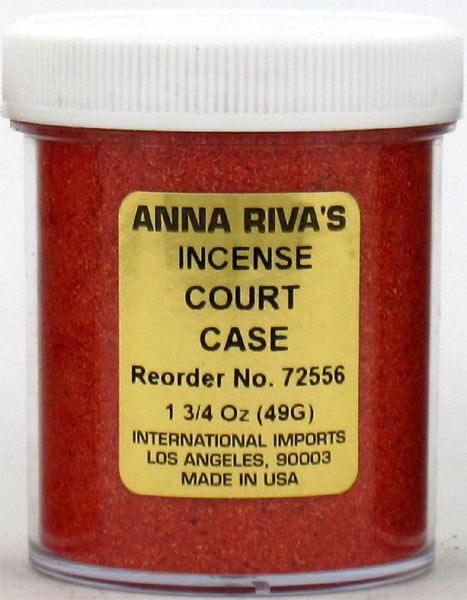 ANNA RIVA'S
INCENSE
COURT
CASE
Reorder No. 72556
1 3/4 Oz (49G)
INTERNATIONAL IMPORTS
LOS ANGELES, 90003
MADE IN USA